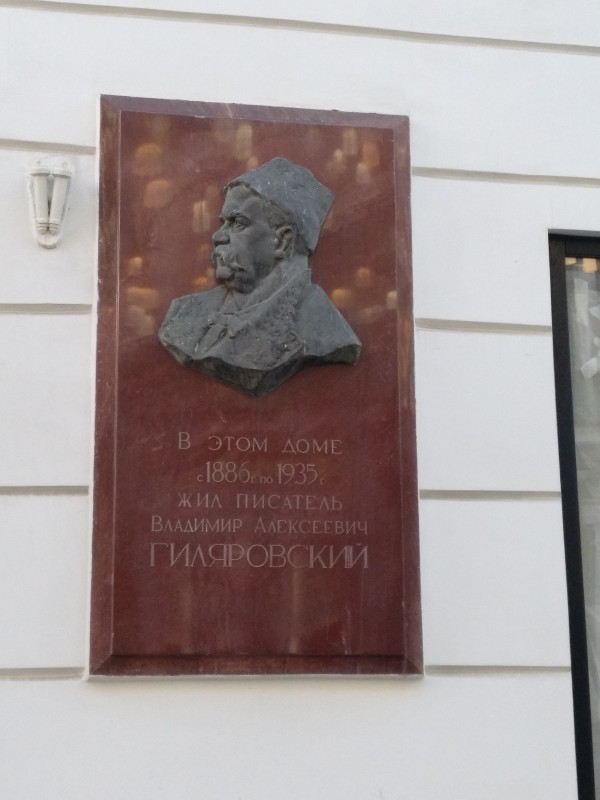 В ЭТОМ ДОМЕ
с 1886 г. по 1935 г.
ЖИЛ ПИСАТЕЛЬ
ВЛАДИМИР АЛЕКСЕЕВИЧ
ГИЛЯРОВСКИЙ